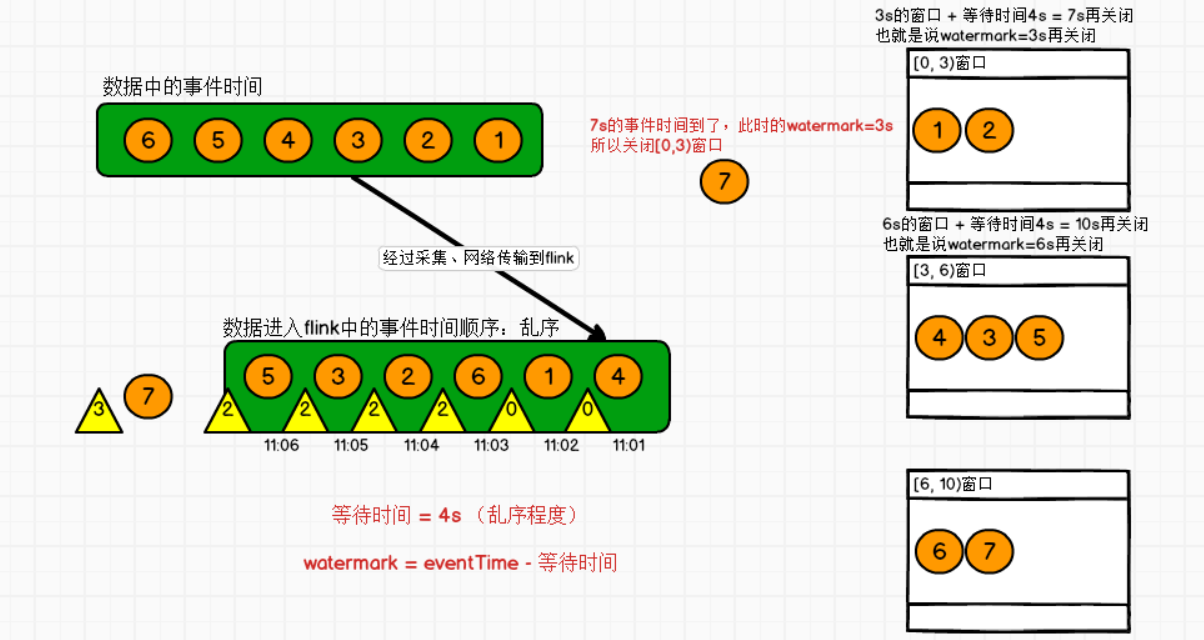 3s的窗口 + 等待时间4s = 7s再关闭
也就是说watermark=3s再关闭
[0, 3)窗口
1 2
数据中的事件时间
6 5 4 3 2 1
7s的事件时间到了，此时的watermark=3s
所以关闭[0,3)窗口
7
6s的窗口 + 等待时间4s = 10s再关闭
也就是说watermark=6s再关闭
[3, 6)窗口
4 3 5
经过采集、网络传输到flink
数据进入flink中的事件时间顺序：乱序
5 3 2 6 1 4
3 7 2 2 2 2 0 0
11:06 11:05 11:04 11:03 11:02 11:01
[6, 10)窗口
6 7
等待时间 = 4s （乱序程度）
watermark = eventTime - 等待时间